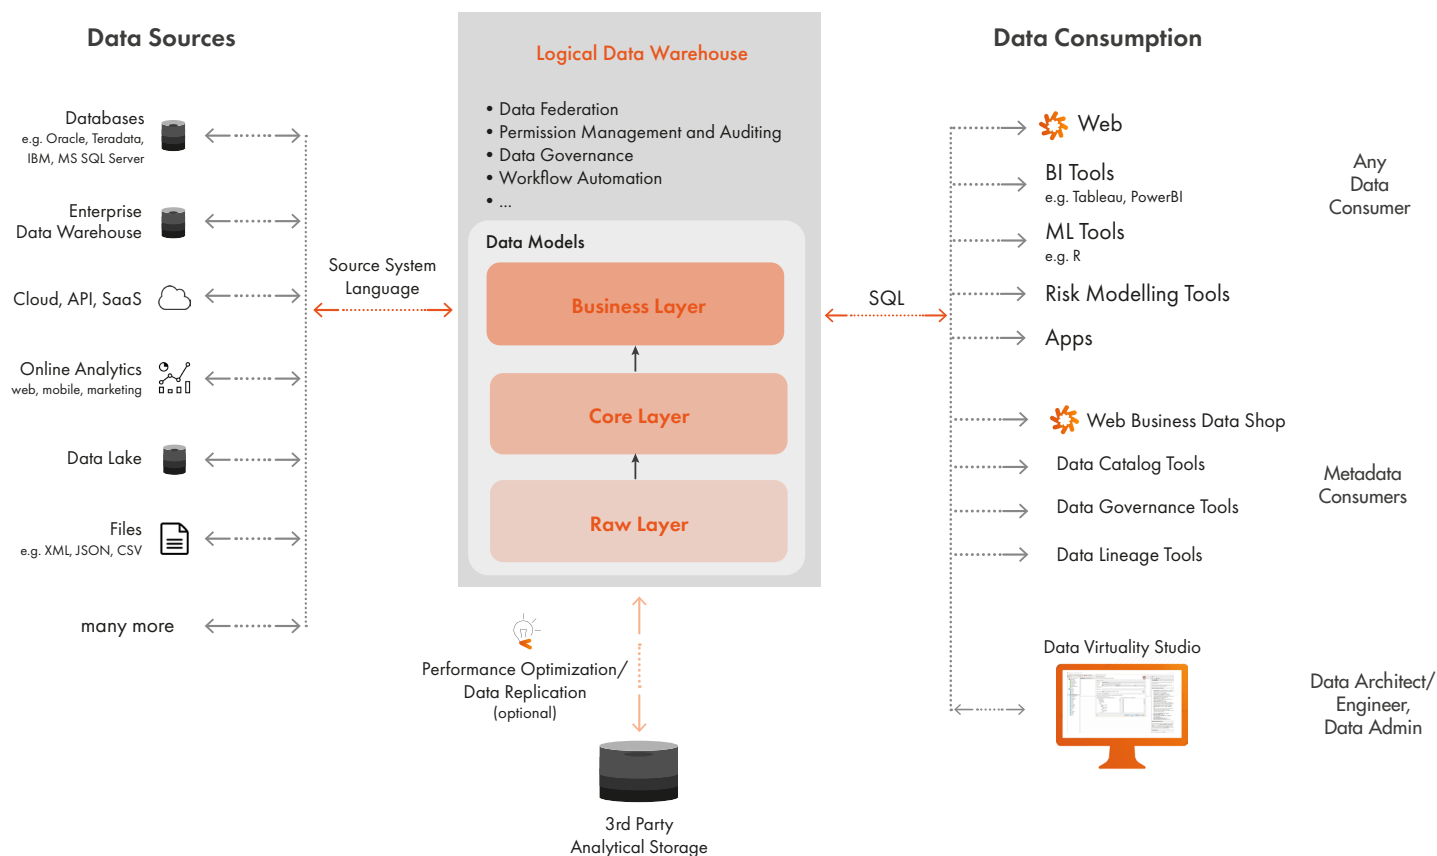 Data Sources
Databases
e.g. Oracle, Teradata,
IBM, MS SQL Server
Enterprise
Data Warehouse
Cloud, API, SaaS
Online Analytics
web, mobile, marketing
Data Lake
Files
e.g. XML, JSON, CSV
many more
Source System
Language
Logical Data Warehouse
• Data Federation
• Permission Management and Auditing
• Data Governance
• Workflow Automation
• ...
Data Models
Business Layer
Core Layer
Raw Layer
Performance Optimization/
Data Replication
(optional)
3rd Party
Analytical Storage
SQL
Data Consumption
Web
BI Tools
e.g. Tableau, PowerBI
ML Tools
e.g. R
Risk Modelling Tools
Apps
Any
Data
Consumer
Web Business Data Shop
Data Catalog Tools
Data Governance Tools
Data Lineage Tools
Metadata
Consumers
Data Virtuality Studio
Data Architect/
Engineer,
Data Admin